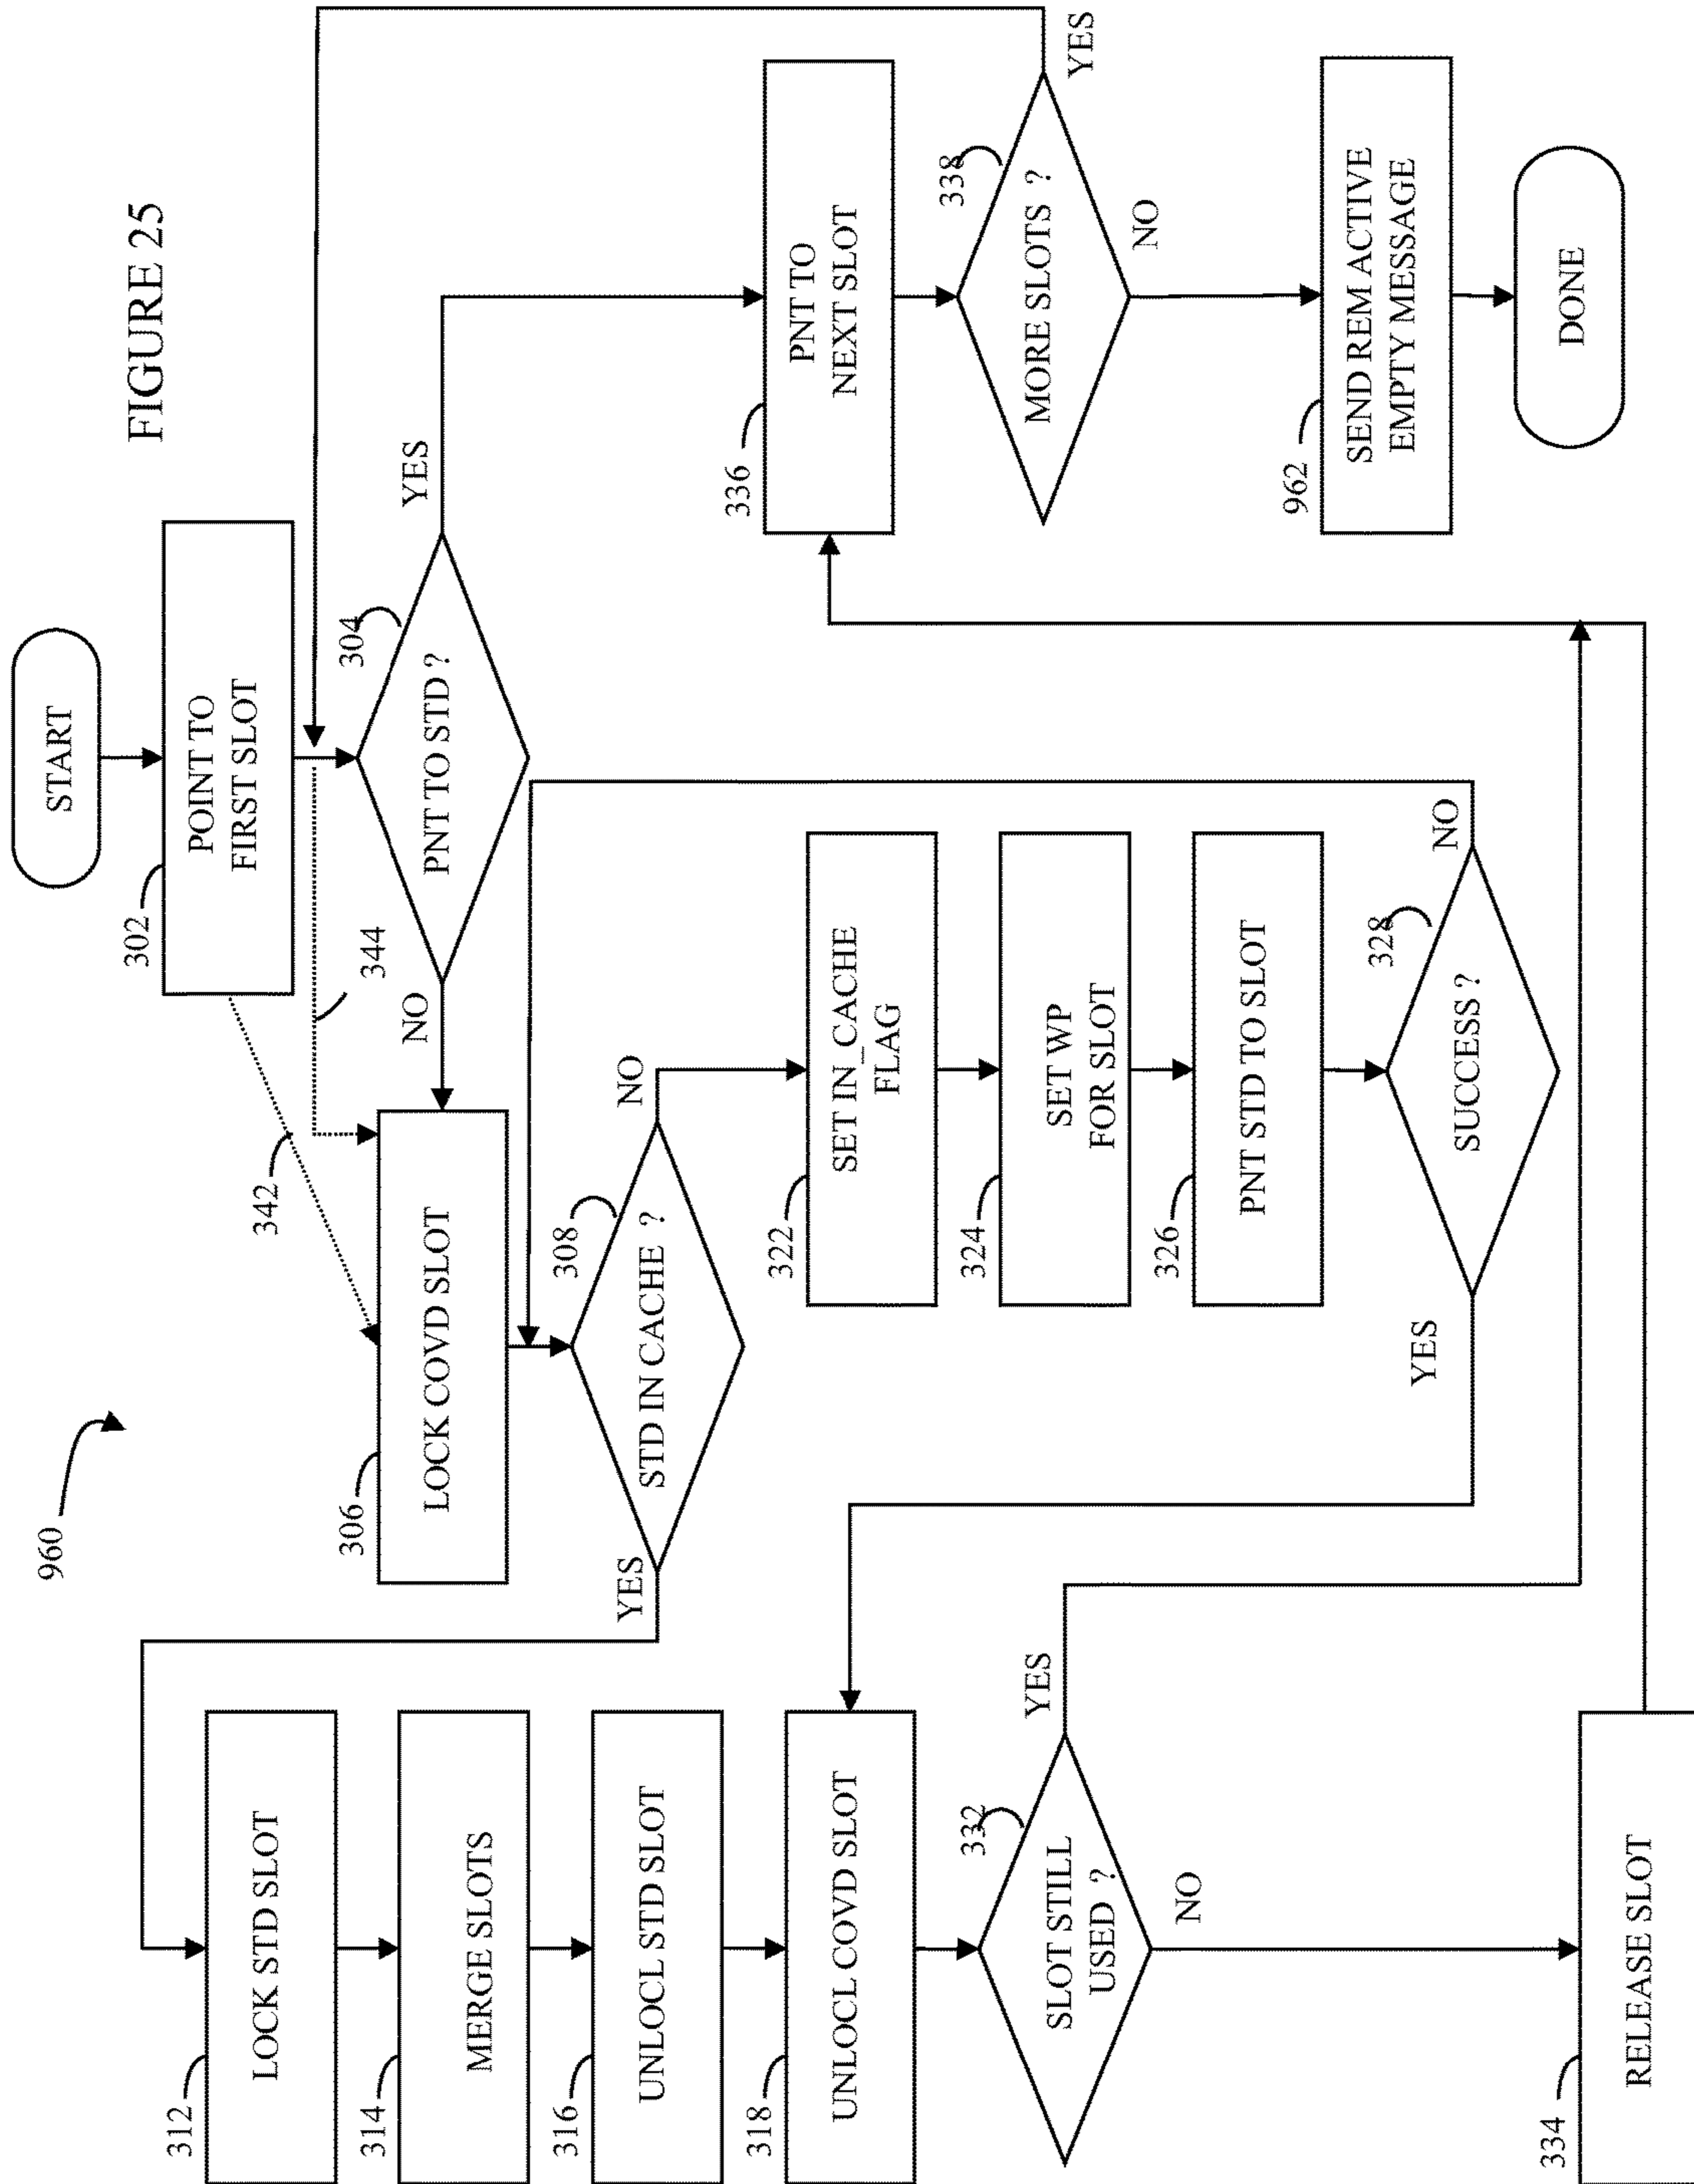 FIGURE 25
960
START
302
POINT TO
FIRST SLOT
342
344
304
PNT TO STD ?
YES
NO
306
LOCK COVD SLOT
308
STD IN CACHE ?
YES
NO
312
LOCK STD SLOT
314
MERGE SLOTS
316
UNLOCL STD SLOT
318
UNLOCL COVD SLOT
322
SET IN_CACHE
FLAG
324
SET WP
FOR SLOT
326
PNT STD TO SLOT
328
SUCCESS ?
YES
NO
332
SLOT STILL
USED ?
YES
NO
334
RELEASE SLOT
336
PNT TO
NEXT SLOT
338
MORE SLOTS ?
YES
NO
962
SEND REM ACTIVE
EMPTY MESSAGE
DONE